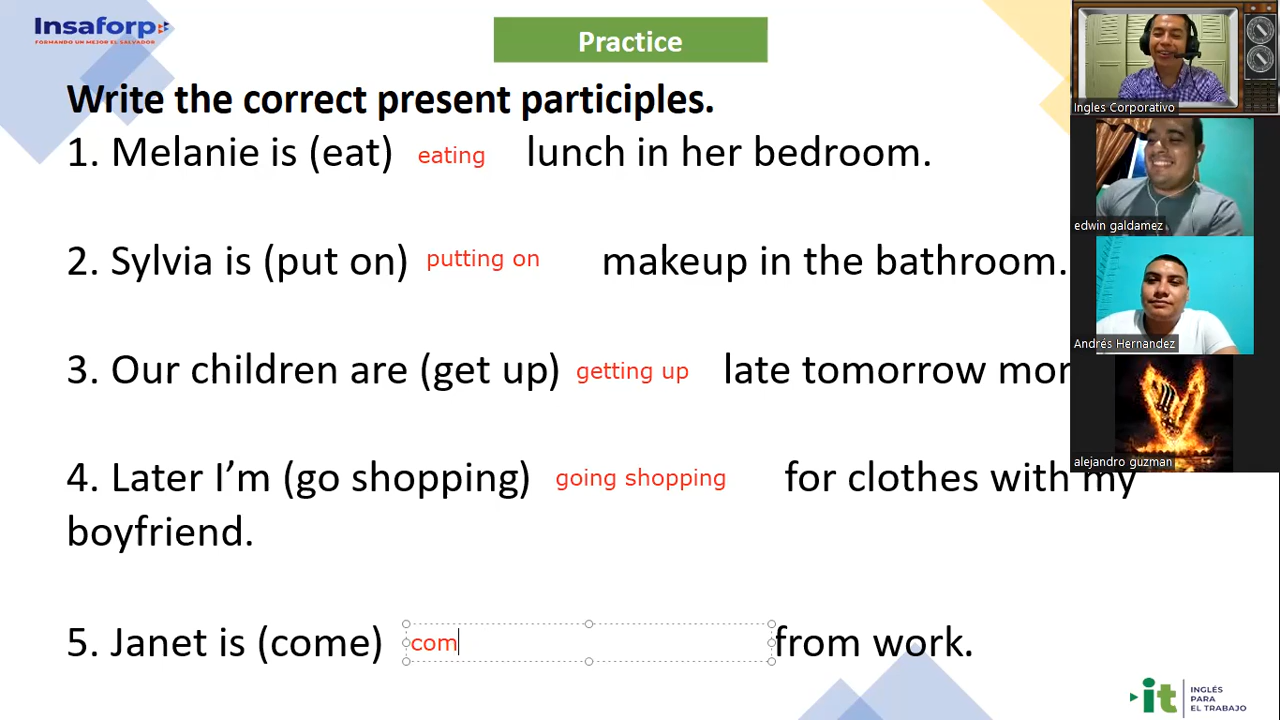 Insaforp
FORMANDO UN MEJOR EL SALVADOR
Practice
Write the correct present participles.
1. Melanie is (eat) eating lunch in her bedroom.
2. Sylvia is (put on) putting on makeup in the bathroom.
3. Our children are (get up) getting up late tomorrow mor
4. Later I’m (go shopping) going shopping for clothes with my
boyfriend.
5. Janet is (come) com from work.
Ingles Corporativo
edwin galdamez
Andrés Hernandez
alejandro guzman
it
INGLÉS
PARA
EL TRABAJO